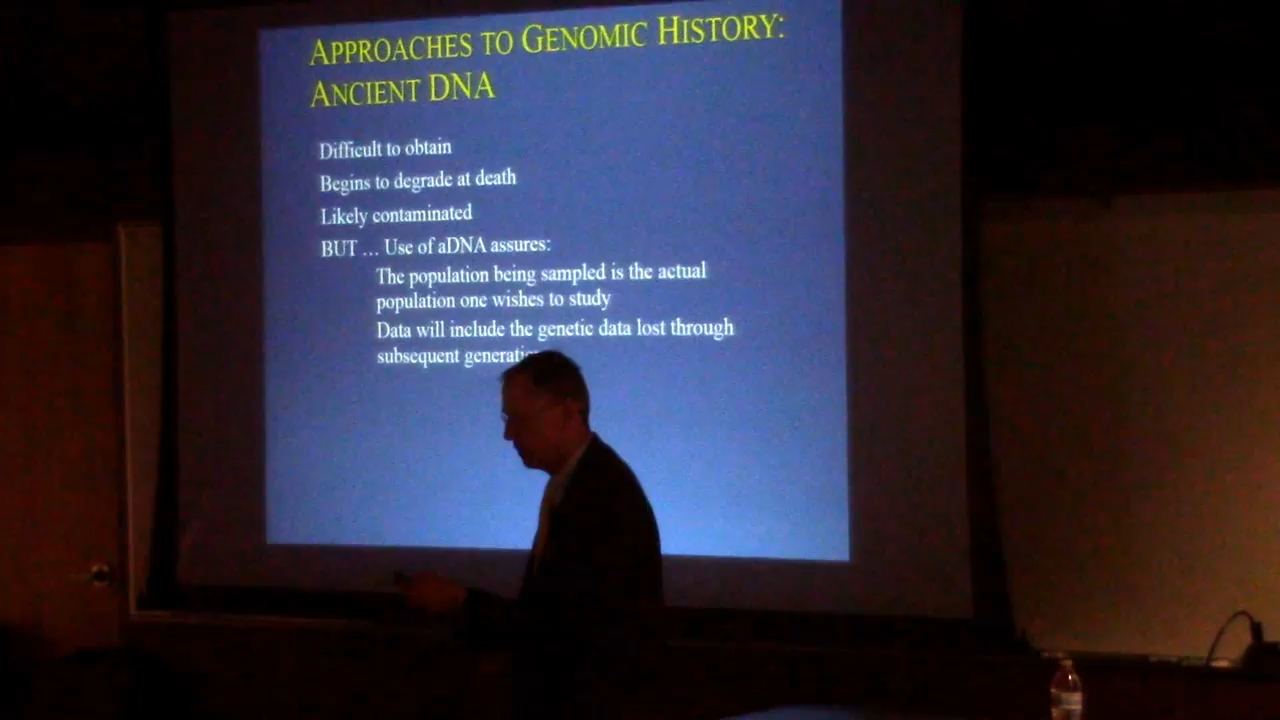 APPROACHES TO GENOMIC HISTORY:
ANCIENT DNA
Difficult to obtain
Begins to degrade at death
Likely contaminated
BUT … Use of aDNA assures:
The population being sampled is the actual
population one wishes to study
Data will include the genetic data lost through
subsequent